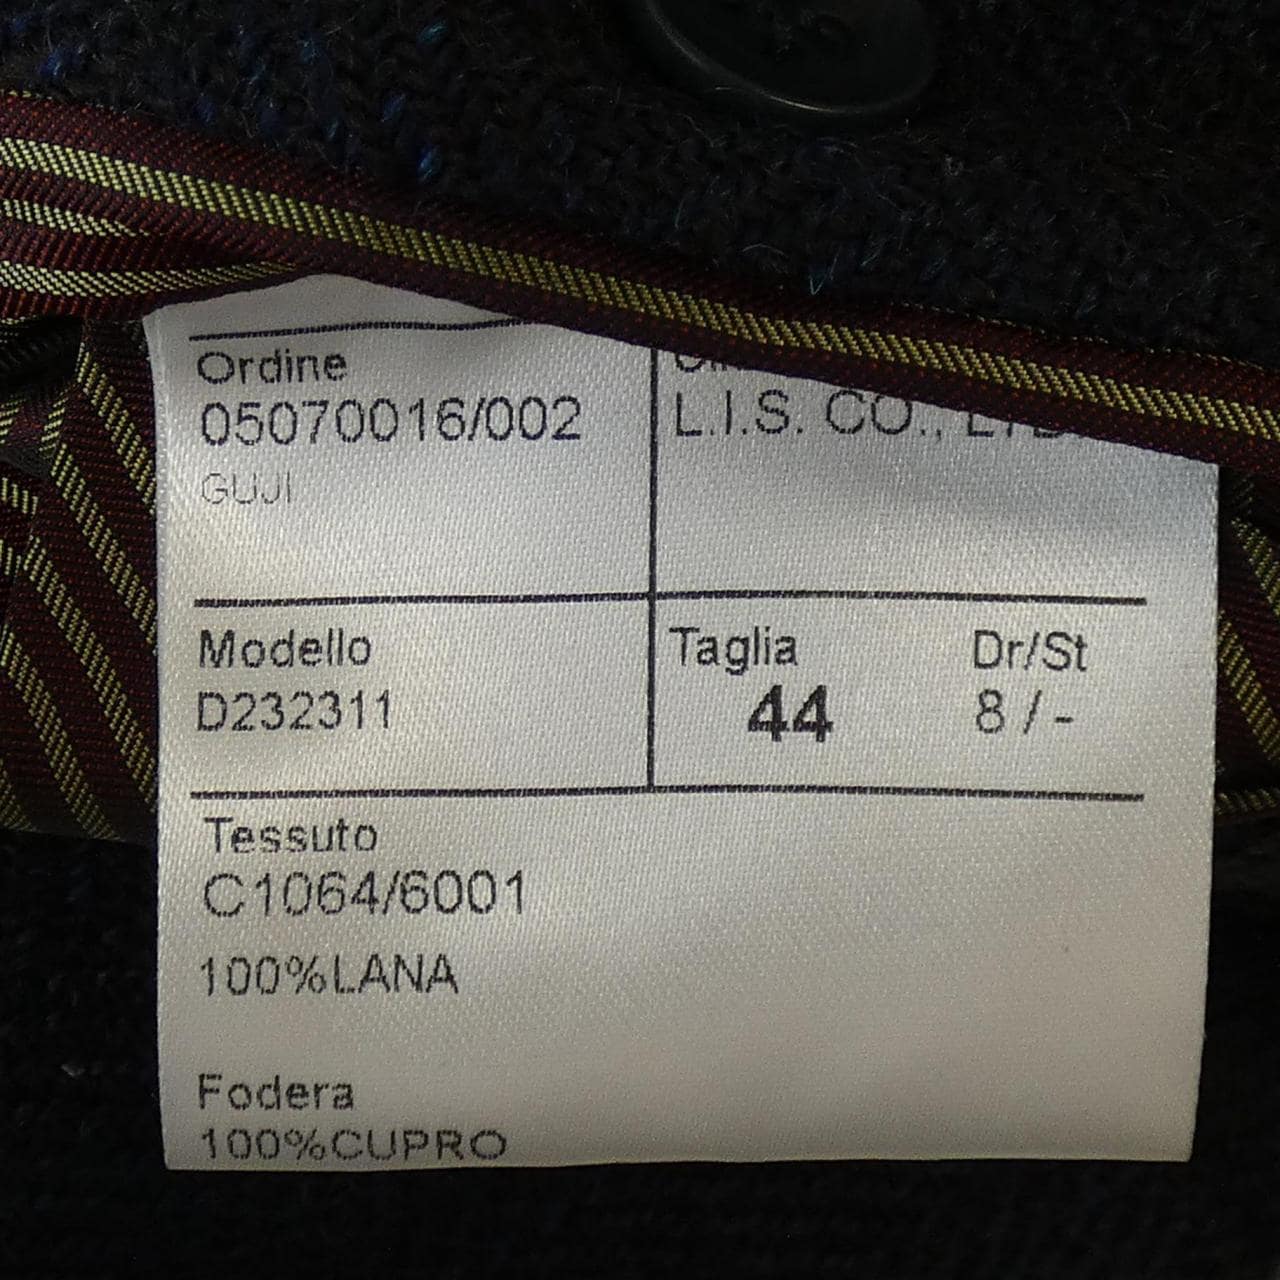 Ordine
05070016/002
GUJI
L.I.S. CO., LTD.
Modello
D232311
Taglia
44
Dr/St
8 / -
Tessuto
C1064/6001
100%LANA
Fodera
100%CUPRO